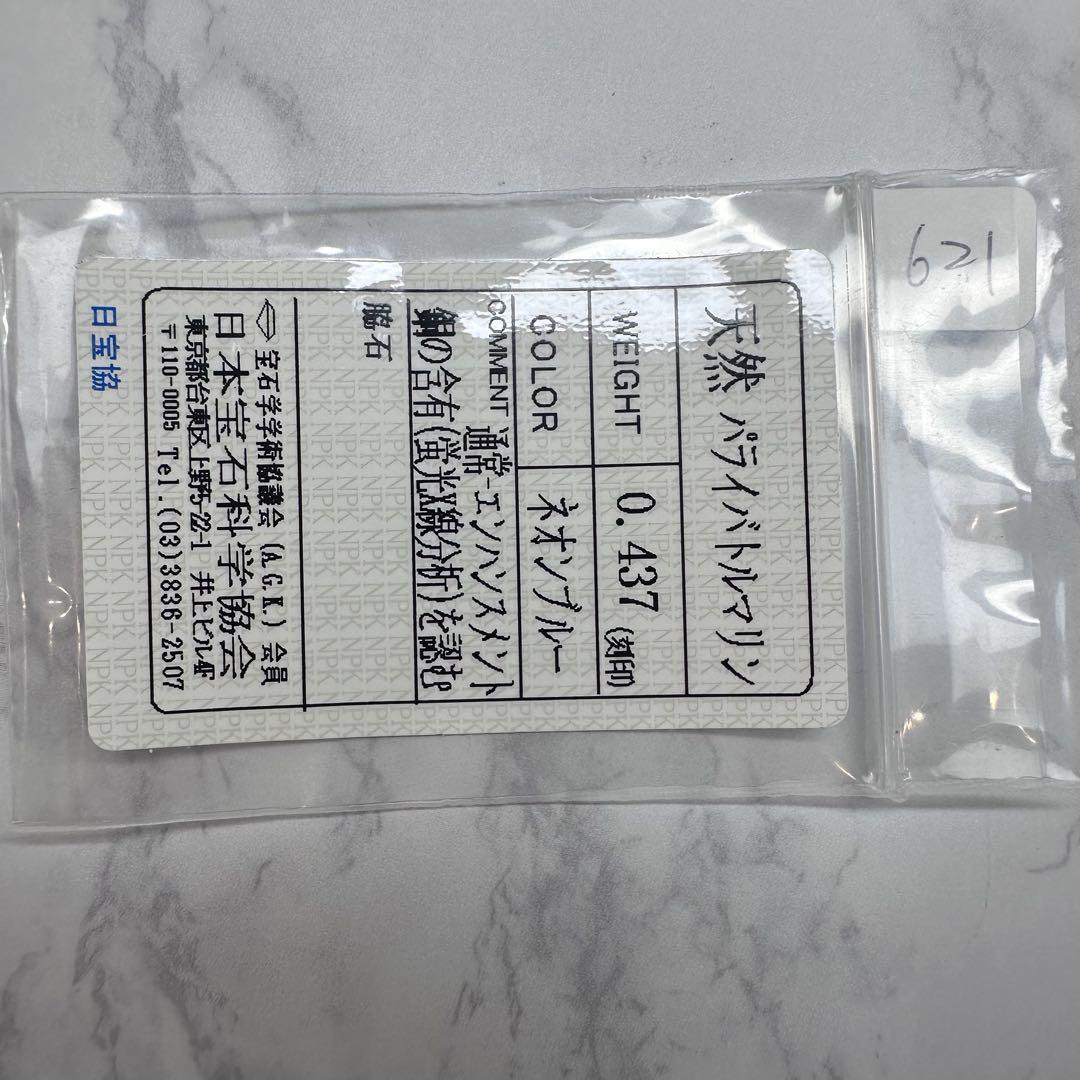 天然 パライバトルマリン
WEIGHT 0.437 (刻印)
COLOR ネオンブルー
COMMENT 通常-エンハンスメント
銅の含有(蛍光X線分析)を認む
脇石
宝石学学術協議会 (A.G.K.) 会員
日本宝石科学協会
東京都台東区上野5-22-1 井上ビル4F
〒110-0005 Tel.(03)3836-2507
日宝協
621